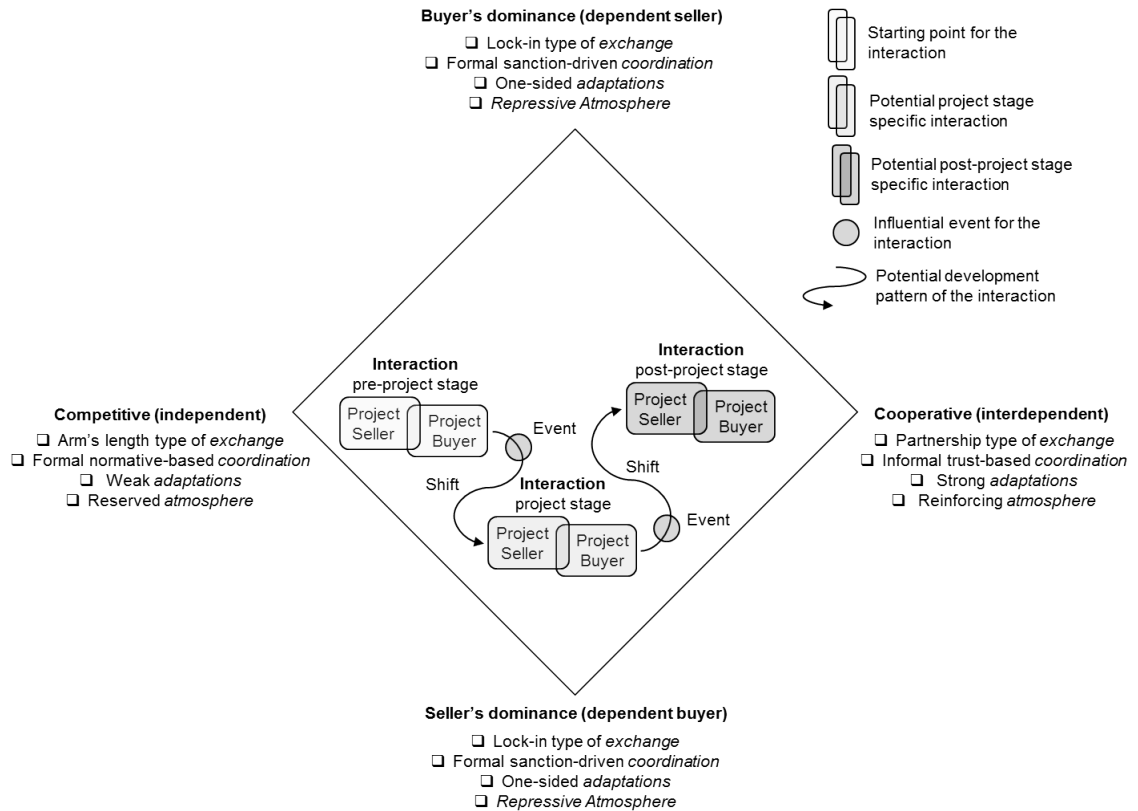 Buyer's dominance (dependent seller)
❑ Lock-in type of exchange
❑ Formal sanction-driven coordination
❑ One-sided adaptations
❑ Repressive Atmosphere
Starting point for the
interaction
Potential project stage
specific interaction
Potential post-project stage
specific interaction
Influential event for the
interaction
Potential development
pattern of the interaction
Competitive (independent)
❑ Arm's length type of exchange
❑ Formal normative-based coordination
❑ Weak adaptations
❑ Reserved atmosphere
Interaction
pre-project stage
Project
Seller
Project
Buyer
Event
Shift
Interaction
project stage
Project
Seller
Project
Buyer
Event
Shift
Interaction
post-project stage
Project
Seller
Project
Buyer
Cooperative (interdependent)
❑ Partnership type of exchange
❑ Informal trust-based coordination
❑ Strong adaptations
❑ Reinforcing atmosphere
Seller's dominance (dependent buyer)
❑ Lock-in type of exchange
❑ Formal sanction-driven coordination
❑ One-sided adaptations
❑ Repressive Atmosphere